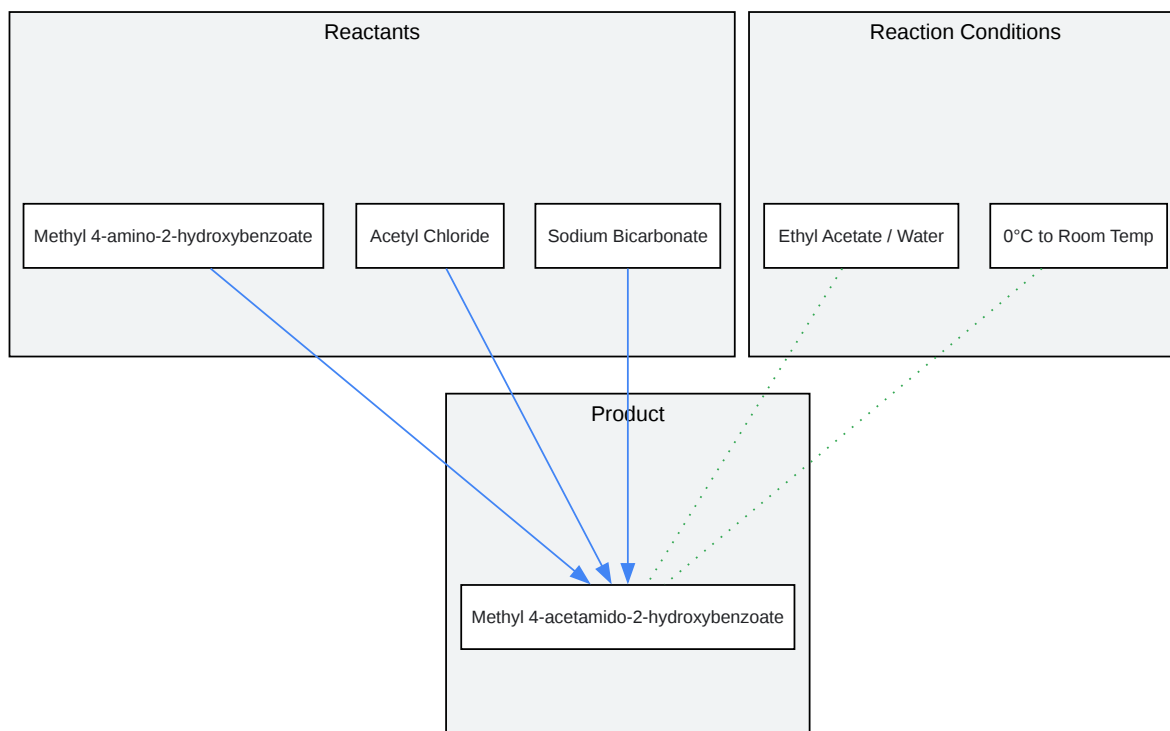 Reactants
Reaction Conditions
Methyl 4-amino-2-hydroxybenzoate
Acetyl Chloride
Sodium Bicarbonate
Ethyl Acetate / Water
0°C to Room Temp
Product
Methyl 4-acetamido-2-hydroxybenzoate